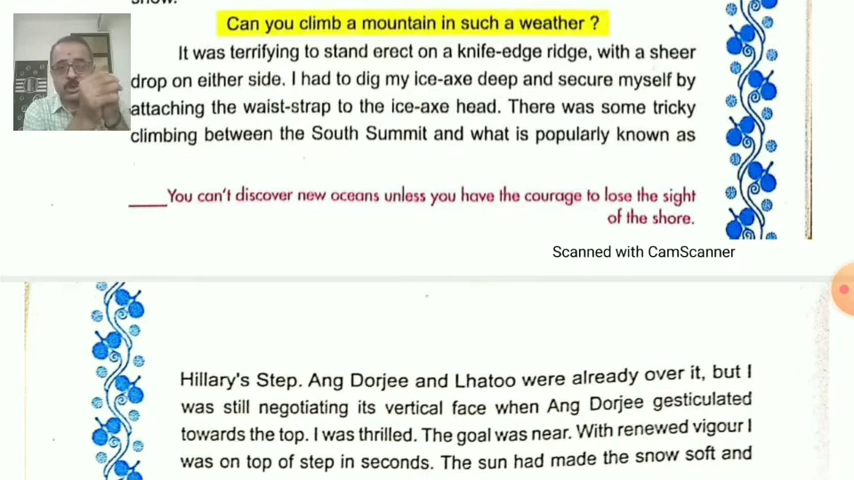 Can you climb a mountain in such a weather ?
It was terrifying to stand erect on a knife-edge ridge, with a sheer
drop on either side. I had to dig my ice-axe deep and secure myself by
attaching the waist-strap to the ice-axe head. There was some tricky
climbing between the South Summit and what is popularly known as
You can't discover new oceans unless you have the courage to lose the sight
of the shore.
Scanned with CamScanner
Hillary's Step. Ang Dorjee and Lhatoo were already over it, but I
was still negotiating its vertical face when Ang Dorjee gesticulated
towards the top. I was thrilled. The goal was near. With renewed vigour I
was on top of step in seconds. The sun had made the snow soft and